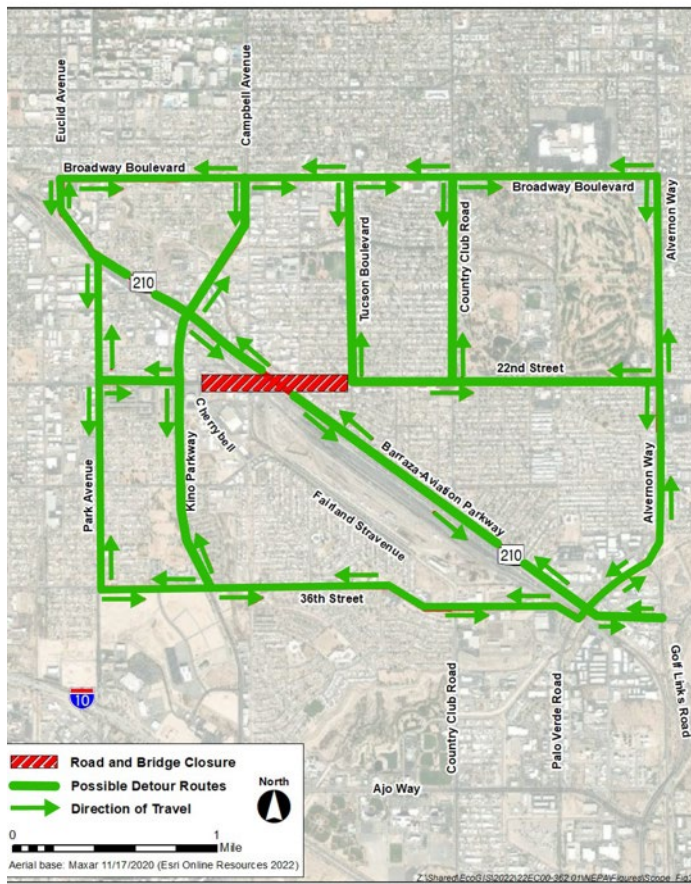 Euclid Avenue
Campbell Avenue
Broadway Boulevard
Broadway Boulevard
Alvernon Way
210
Tucson Boulevard
Country Club Road
22nd Street
Cherrybell
Kino Parkway
Park Avenue
Barraza-Aviation Parkway
Fairland Stravenue
Alvernon Way
210
36th Street
Country Club Road
Palo Verde Road
Golf Links Road
10
Ajo Way
Road and Bridge Closure
Possible Detour Routes
Direction of Travel
North
0 1
Mile
Aerial base: Maxar 11/17/2020 (Esri Online Resources 2022)